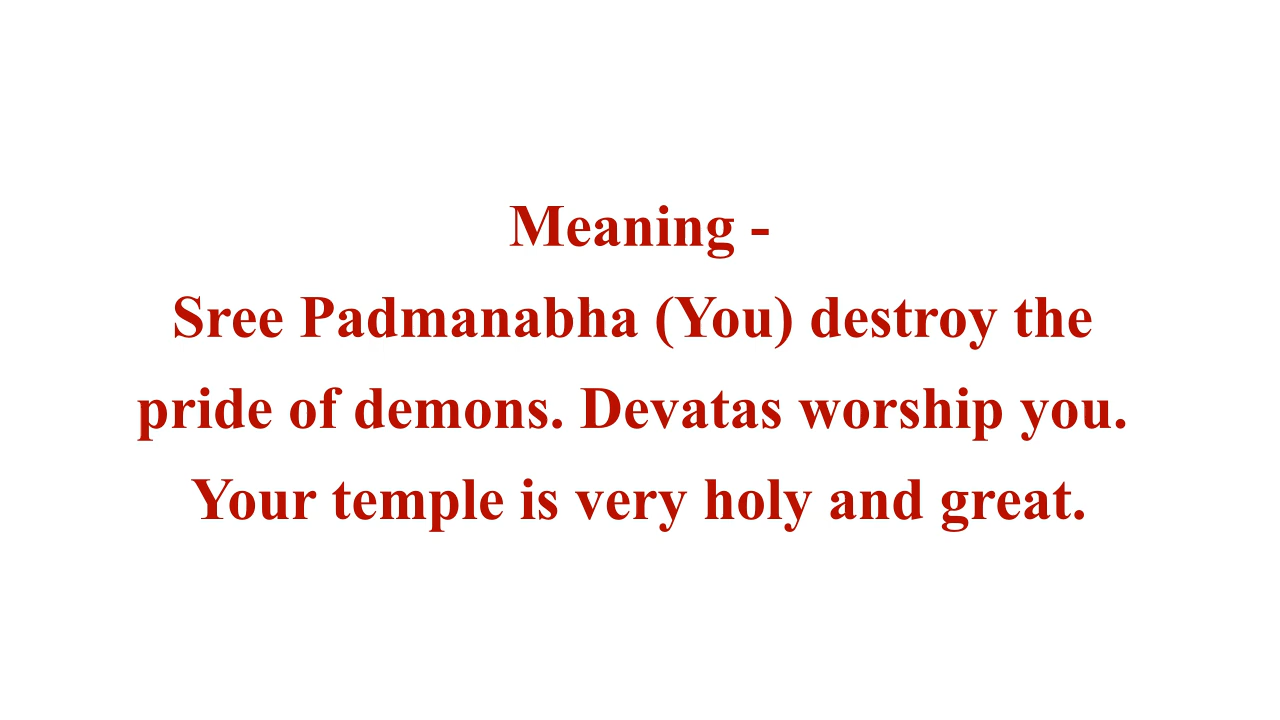 Meaning -
Sree Padmanabha (You) destroy the
pride of demons. Devatas worship you.
Your temple is very holy and great.